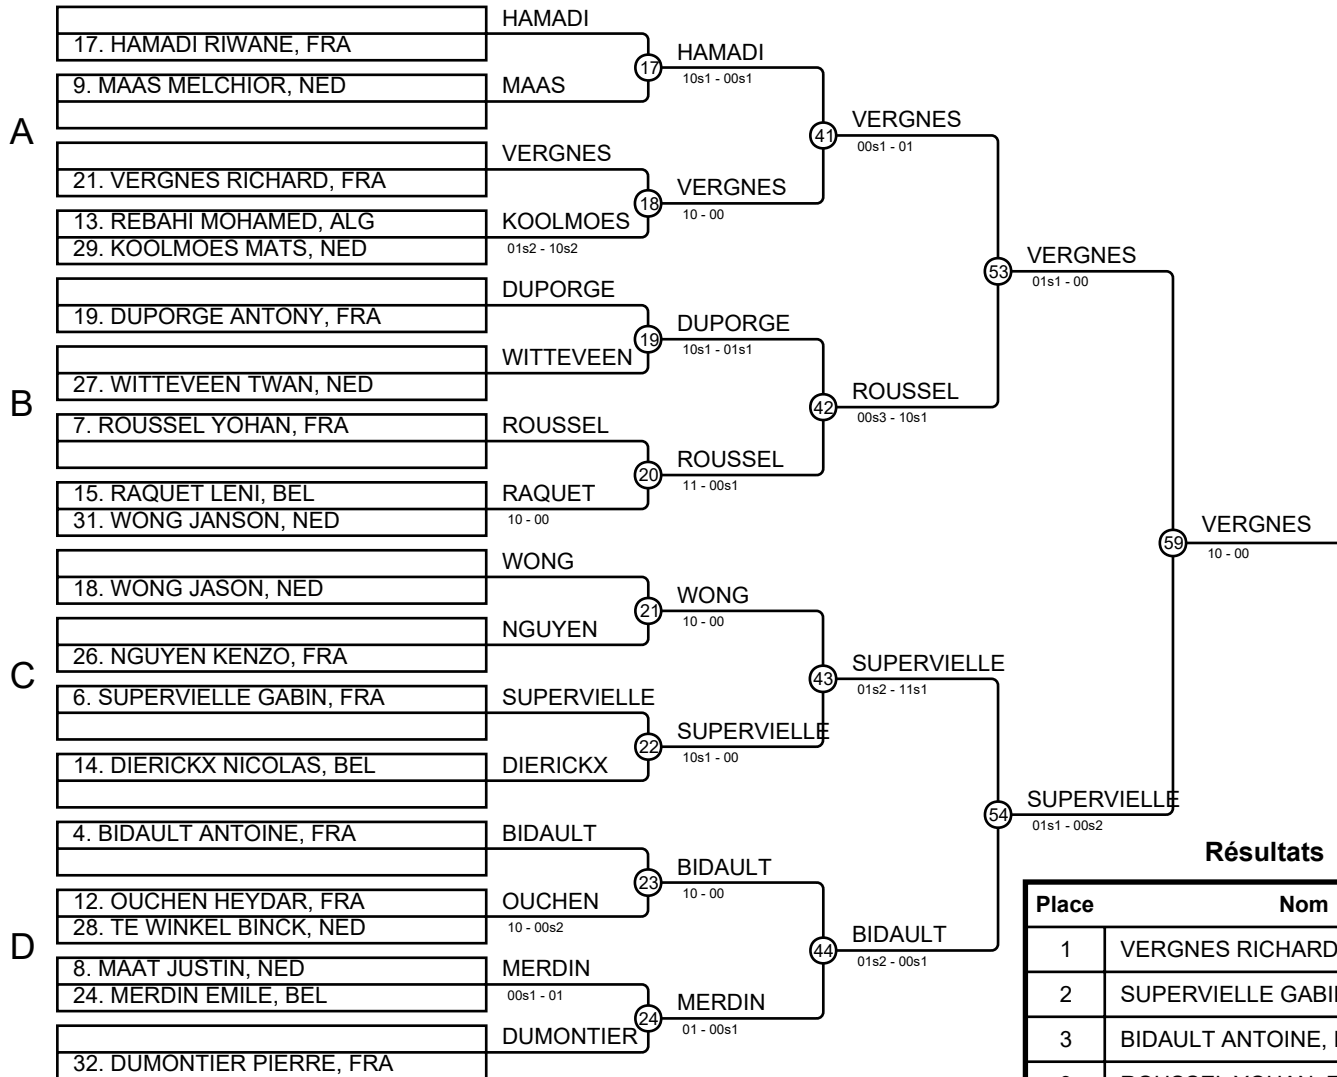 HAMADI
17. HAMADI RIWANE, FRA
17
HAMADI
10s1 - 00s1
9. MAAS MELCHIOR, NED
MAAS
A
41
VERGNES
00s1 - 01
VERGNES
21. VERGNES RICHARD, FRA
18
VERGNES
10 - 00
13. REBAHI MOHAMED, ALG
KOOLMOES
29. KOOLMOES MATS, NED
01s2 - 10s2
53
VERGNES
01s1 - 00
DUPORGE
19. DUPORGE ANTONY, FRA
19
DUPORGE
10s1 - 01s1
WITTEVEEN
27. WITTEVEEN TWAN, NED
B
42
ROUSSEL
00s3 - 10s1
7. ROUSSEL YOHAN, FRA
ROUSSEL
20
ROUSSEL
11 - 00s1
15. RAQUET LENI, BEL
RAQUET
31. WONG JANSON, NED
10 - 00
59
VERGNES
10 - 00
WONG
18. WONG JASON, NED
21
WONG
10 - 00
NGUYEN
26. NGUYEN KENZO, FRA
C
43
SUPERVIELLE
01s2 - 11s1
6. SUPERVIELLE GABIN, FRA
SUPERVIELLE
22
SUPERVIELLE
10s1 - 00
14. DIERICKX NICOLAS, BEL
DIERICKX
54
SUPERVIELLE
01s1 - 00s2
4. BIDAULT ANTOINE, FRA
BIDAULT
23
BIDAULT
10 - 00
12. OUCHEN HEYDAR, FRA
OUCHEN
28. TE WINKEL BINCK, NED
10 - 00s2
D
44
BIDAULT
01s2 - 00s1
8. MAAT JUSTIN, NED
MERDIN
24. MERDIN EMILE, BEL
00s1 - 01
24
MERDIN
01 - 00s1
DUMONTIER
32. DUMONTIER PIERRE, FRA
Résultats
Place Nom
1 VERGNES RICHARD
2 SUPERVIELLE GABI
3 BIDAULT ANTOINE,